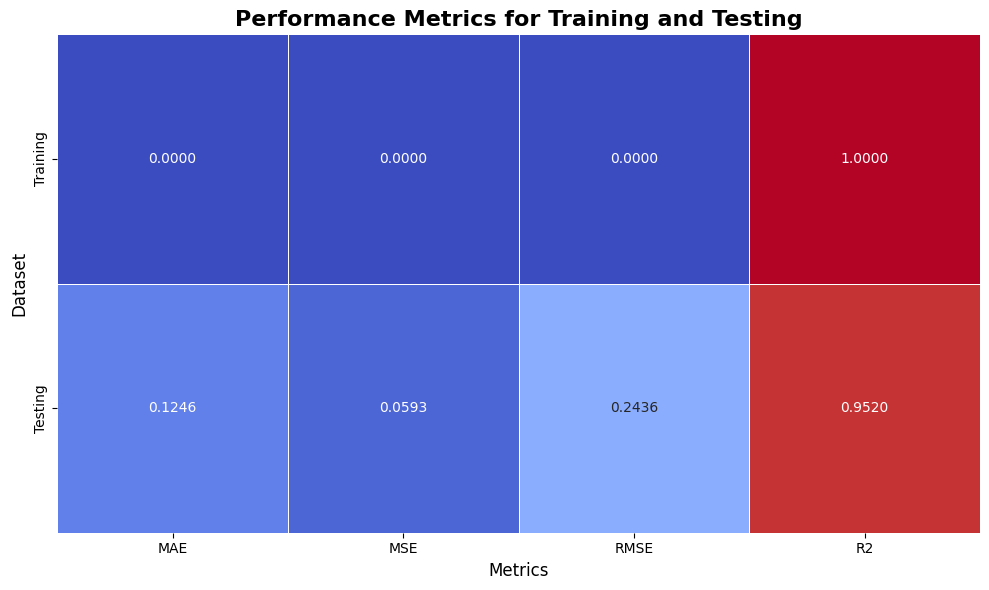 Performance Metrics for Training and Testing
Dataset
Training
0.0000 0.0000 0.0000 1.0000
Testing
0.1246 0.0593 0.2436 0.9520
MAE MSE RMSE R2
Metrics